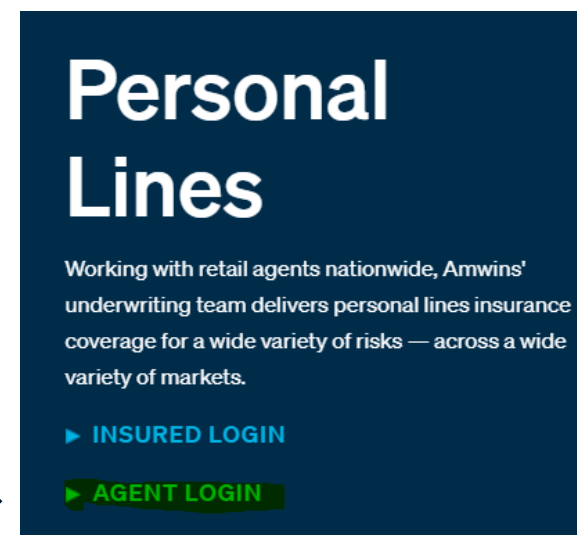 Personal
Lines
Working with retail agents nationwide, Amwins'
underwriting team delivers personal lines insurance
coverage for a wide variety of risks — across a wide
variety of markets.
► INSURED LOGIN
► AGENT LOGIN